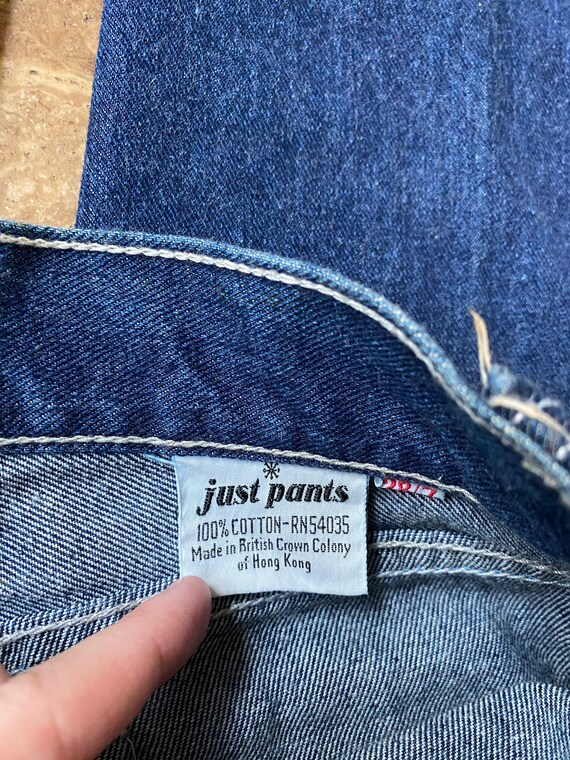 *
just pants
100% COTTON-RN54035
Made in British Crown Colony
of Hong Kong